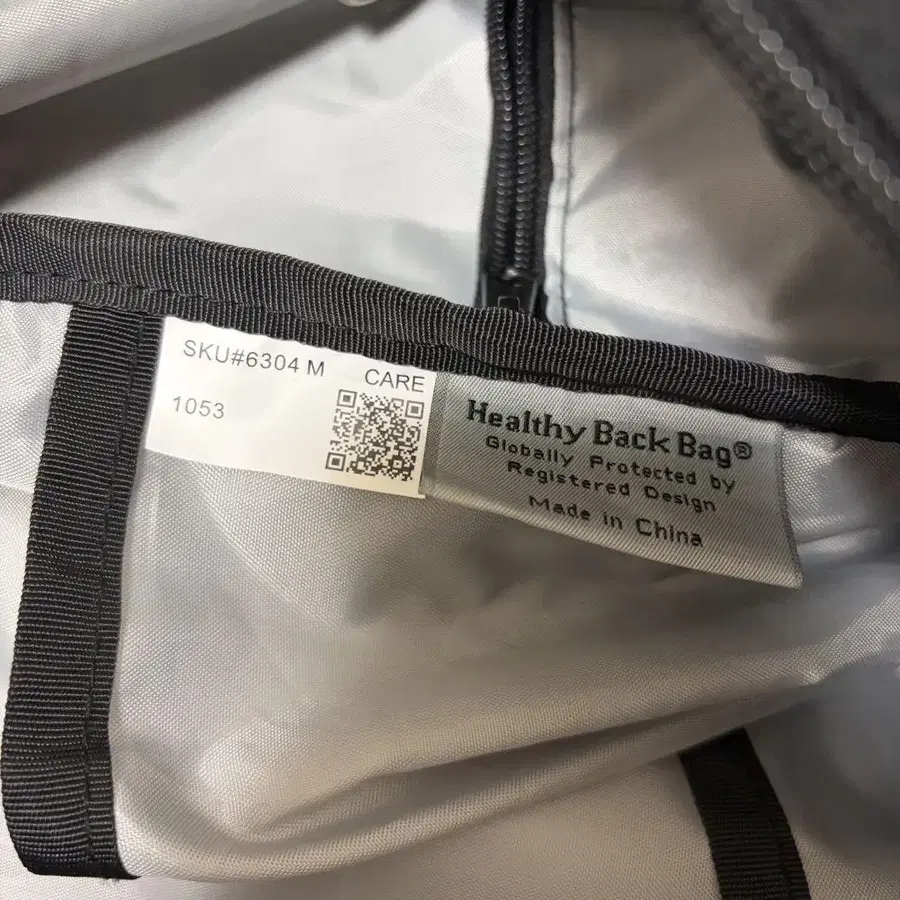 SKU#6304 M
CARE
1053
Healthy Back Bag®
Globally Protected by
Registered Design
Made in China